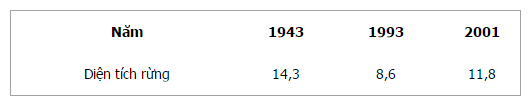 Năm 1943 1993 2001
Diện tích rừng 14,3 8,6 11,8